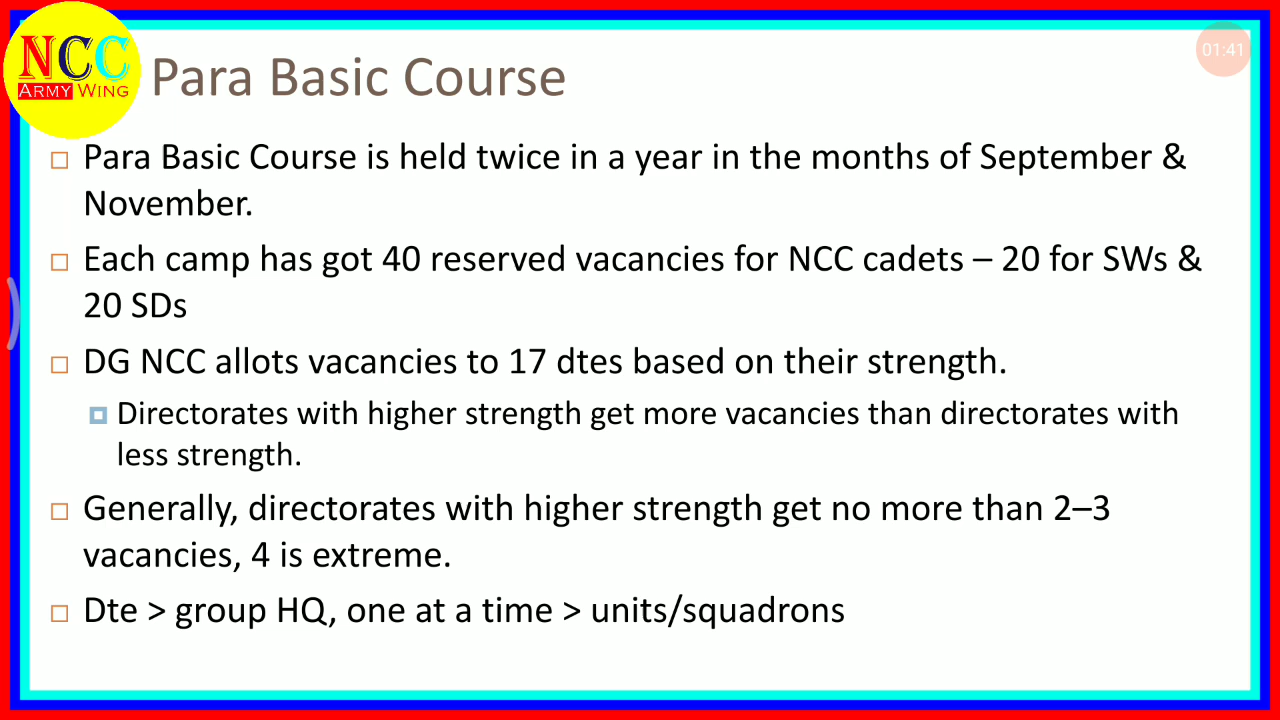 NCC
ARMY WING
01:41
Para Basic Course
Para Basic Course is held twice in a year in the months of September &
November.
Each camp has got 40 reserved vacancies for NCC cadets – 20 for SWs &
20 SDs
DG NCC allots vacancies to 17 dtes based on their strength.
Directorates with higher strength get more vacancies than directorates with
less strength.
Generally, directorates with higher strength get no more than 2–3
vacancies, 4 is extreme.
Dte > group HQ, one at a time > units/squadrons